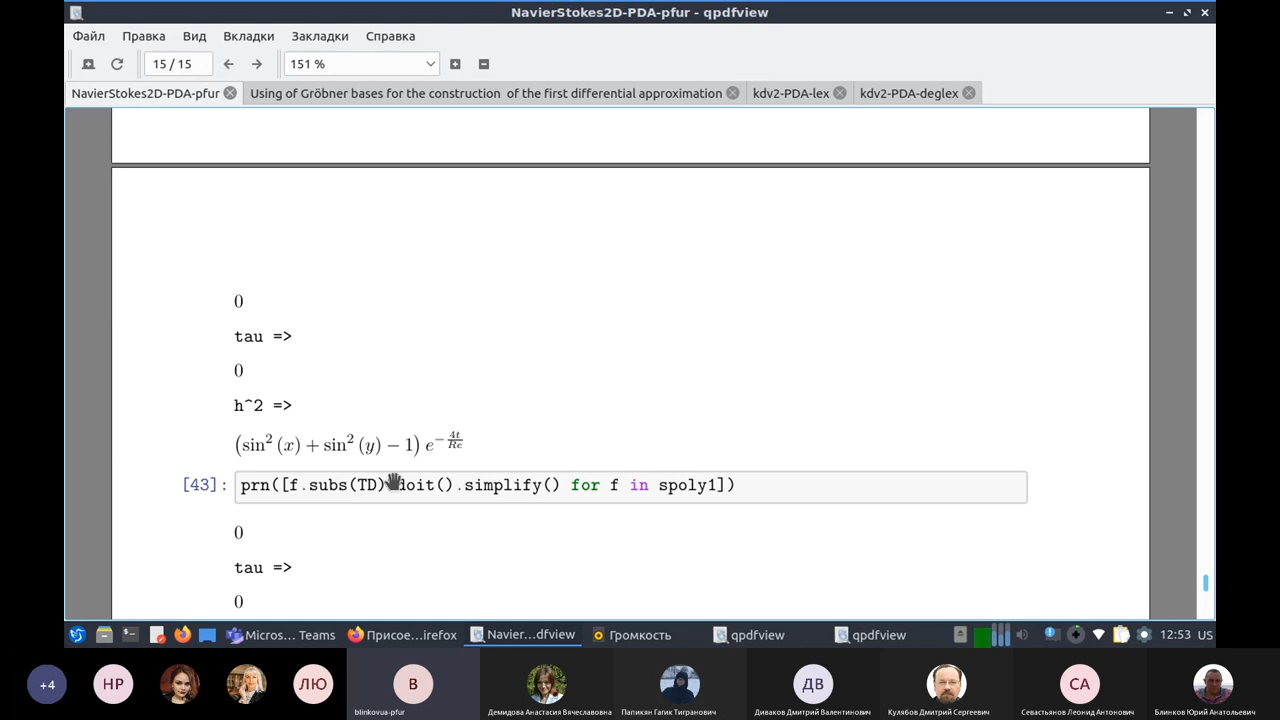 NavierStokes2D-PDA-pfur - qpdfview
Файл Правка Вид Вкладки Закладки Справка
15 / 15 151 %
NavierStokes2D-PDA-pfur Using of Gröbner bases for the construction of the first differential approximation kdv2-PDA-lex kdv2-PDA-deglex
0
tau =>
0
h^2 =>
(sin² (x) + sin² (y) − 1) e^{−4t/Re}
[43]: prn([f.subs(TD).doit().simplify() for f in spoly1])
0
tau =>
0
Micros... Teams Присое...irefox Navier...dfview Громкость qpdfview qpdfview 12:53 US
+4 HP ЛЮ B ДВ CA
blinkovua-pfur Демидова Анастасия Вячеславовна Папикян Гагик Тигранович Диваков Дмитрий Валентинович Кулябов Дмитрий Сергеевич Севастьянов Леонид Антонович Блинков Юрий Анатольевич